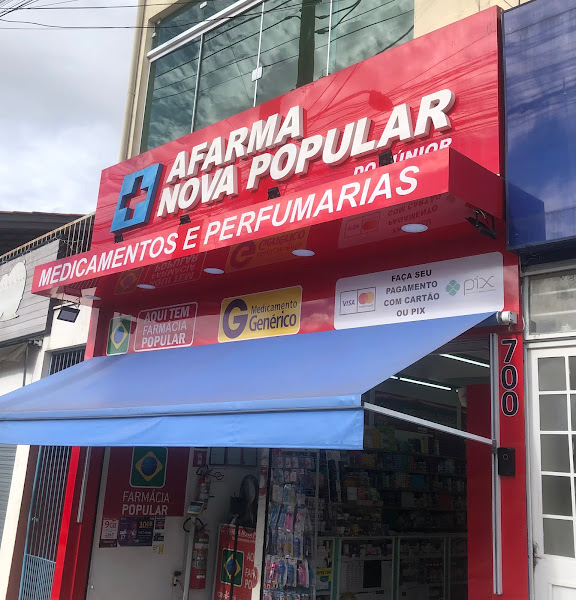 AFARMA
NOVA POPULAR
DO JÚNIOR
MEDICAMENTOS E PERFUMARIAS
AQUI TEM
FARMÁCIA
POPULAR
G Medicamento
Genérico
VISA
FAÇA SEU
PAGAMENTO
COM CARTÃO
OU PIX
pix
700
FARMÁCIA
POPULAR